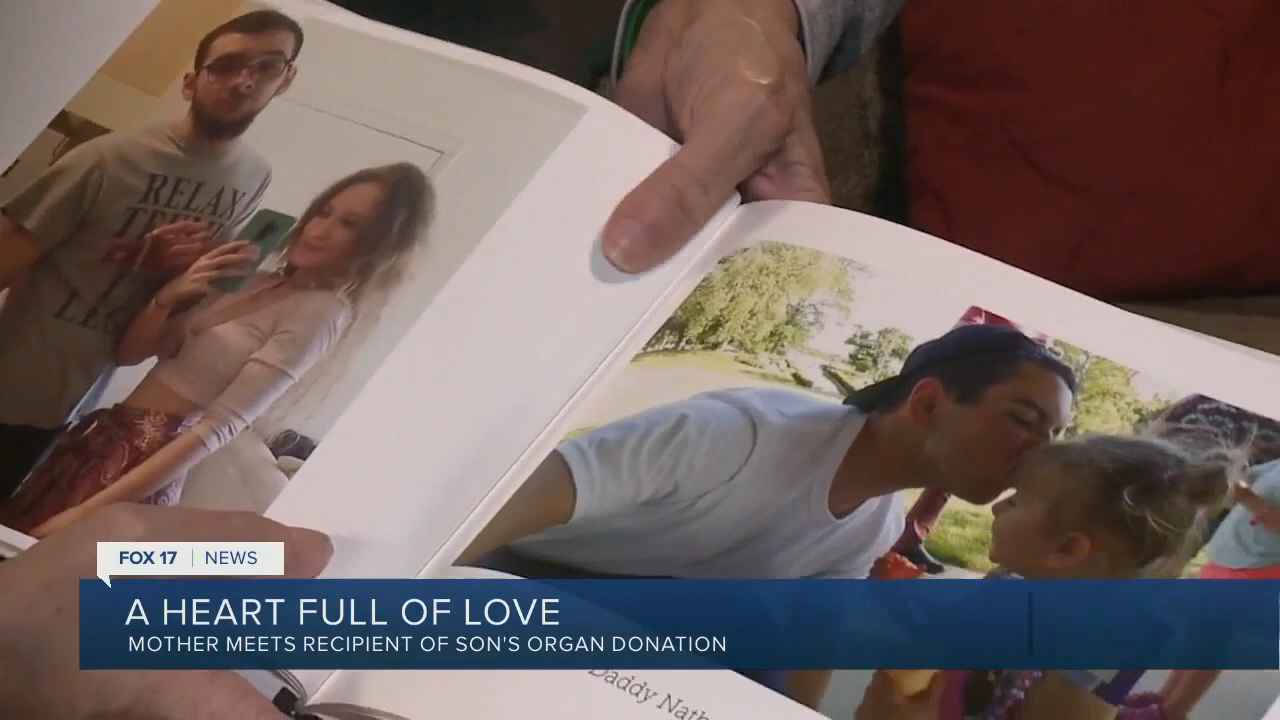 RELAX
FOX 17 | NEWS
A HEART FULL OF LOVE
MOTHER MEETS RECIPIENT OF SON'S ORGAN DONATION
Daddy Nath